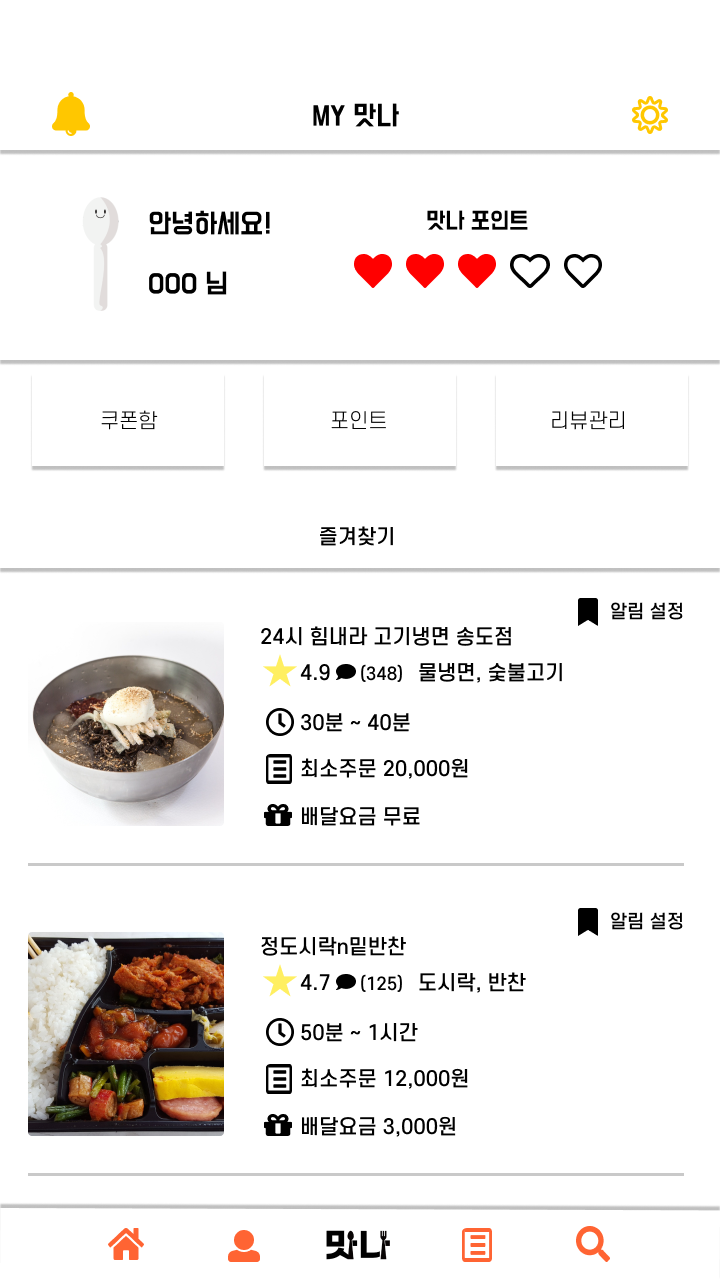 MY 맛나
안녕하세요!
OOO 님
맛나 포인트
쿠폰함
포인트
리뷰관리
즐겨찾기
알림 설정
24시 힘내라 고기냉면 송도점
4.9 (348) 물냉면, 숯불고기
30분 ~ 40분
최소주문 20,000원
배달요금 무료
알림 설정
정도시락n밑반찬
4.7 (125) 도시락, 반찬
50분 ~ 1시간
최소주문 12,000원
배달요금 3,000원
맛나